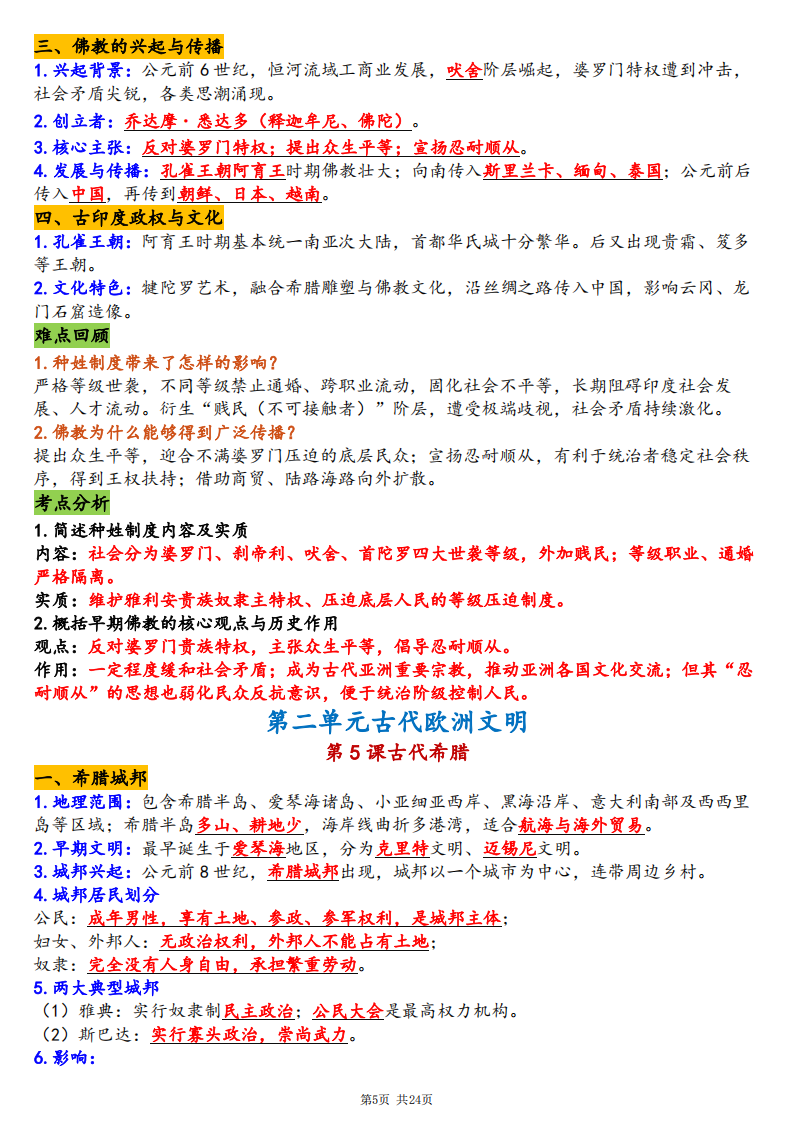 三、佛教的兴起与传播
1.兴起背景：公元前6世纪，恒河流域工商业发展，吠舍阶层崛起，婆罗门特权遭到冲击，
社会矛盾尖锐，各类思潮涌现。
2.创立者：乔达摩·悉达多（释迦牟尼、佛陀）。
3.核心主张：反对婆罗门特权；提出众生平等；宣扬忍耐顺从。
4.发展与传播：孔雀王朝阿育王时期佛教壮大；向南传入斯里兰卡、缅甸、泰国；公元前后
传入中国，再传到朝鲜、日本、越南。
四、古印度政权与文化
1.孔雀王朝：阿育王时期基本统一南亚次大陆，首都华氏城十分繁华。后又出现贵霜、笈多
等王朝。
2.文化特色：犍陀罗艺术，融合希腊雕塑与佛教文化，沿丝绸之路传入中国，影响云冈、龙
门石窟造像。
难点回顾
1.种姓制度带来了怎样的影响？
严格等级世袭，不同等级禁止通婚、跨职业流动，固化社会不平等，长期阻碍印度社会发
展、人才流动。衍生“贱民（不可接触者）”阶层，遭受极端歧视，社会矛盾持续激化。
2.佛教为什么能够得到广泛传播？
提出众生平等，迎合不满婆罗门压迫的底层民众；宣扬忍耐顺从，有利于统治者稳定社会秩
序，得到王权扶持；借助商贸、陆路海路向外扩散。
考点分析
1.简述种姓制度内容及实质
内容：社会分为婆罗门、刹帝利、吠舍、首陀罗四大世袭等级，外加贱民；等级职业、通婚
严格隔离。
实质：维护雅利安贵族奴隶主特权、压迫底层人民的等级压迫制度。
2.概括早期佛教的核心观点与历史作用
观点：反对婆罗门贵族特权，主张众生平等，倡导忍耐顺从。
作用：一定程度缓和社会矛盾；成为古代亚洲重要宗教，推动亚洲各国文化交流；但其“忍
耐顺从”的思想也弱化民众反抗意识，便于统治阶级控制人民。
第二单元古代欧洲文明
第5课古代希腊
一、希腊城邦
1.地理范围：包含希腊半岛、爱琴海诸岛、小亚细亚西岸、黑海沿岸、意大利南部及西西里
岛等区域；希腊半岛多山、耕地少，海岸线曲折多港湾，适合航海与海外贸易。
2.早期文明：最早诞生于爱琴海地区，分为克里特文明、迈锡尼文明。
3.城邦兴起：公元前8世纪，希腊城邦出现，城邦以一个城市为中心，连带周边乡村。
4.城邦居民划分
公民：成年男性，享有土地、参政、参军权利，是城邦主体；
妇女、外邦人：无政治权利，外邦人不能占有土地；
奴隶：完全没有人身自由，承担繁重劳动。
5.两大典型城邦
（1）雅典：实行奴隶制民主政治；公民大会是最高权力机构。
（2）斯巴达：实行寡头政治，崇尚武力。
6.影响：
第5页 共24页